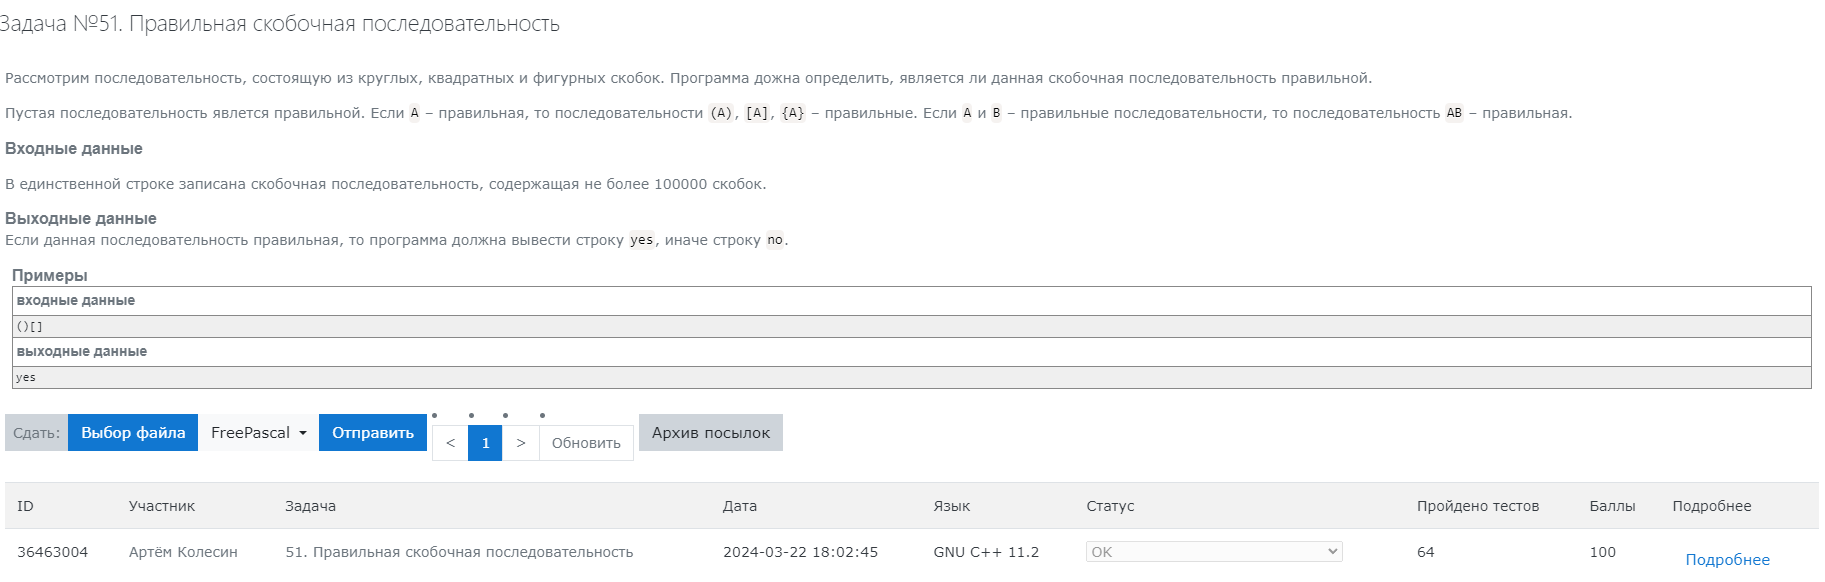 Задача №51. Правильная скобочная последовательность
Рассмотрим последовательность, состоящую из круглых, квадратных и фигурных скобок. Программа дожна определить, является ли данная скобочная последовательность правильной.
Пустая последовательность явлется правильной. Если A – правильная, то последовательности (A), [A], {A} – правильные. Если A и B – правильные последовательности, то последовательность AB – правильная.
Входные данные
В единственной строке записана скобочная последовательность, содержащая не более 100000 скобок.
Выходные данные
Если данная последовательность правильная, то программа должна вывести строку yes, иначе строку no.
Примеры
входные данные
()[]
выходные данные
yes
Сдать: Выбор файла FreePascal Отправить < 1 > Обновить Архив посылок
ID Участник Задача Дата Язык Статус Пройдено тестов Баллы Подробнее
36463004 Артём Колесин 51. Правильная скобочная последовательность 2024-03-22 18:02:45 GNU C++ 11.2 OK 64 100 Подробнее